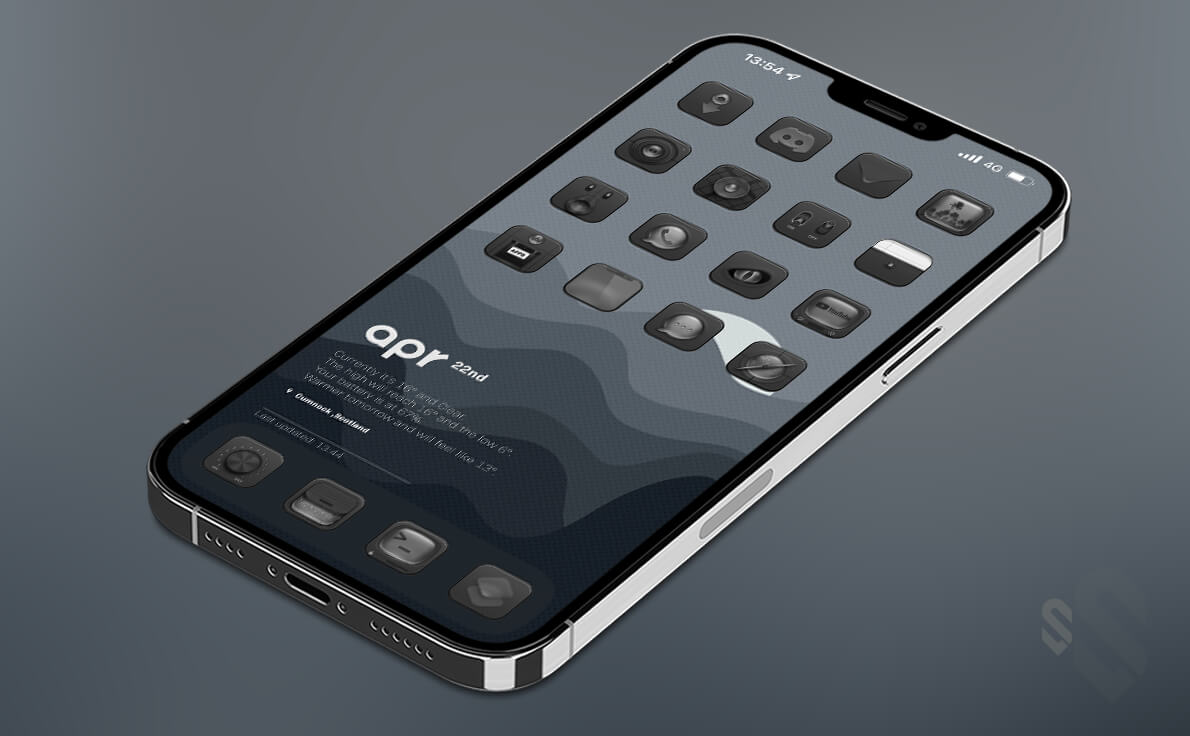 13:54
4G
YouTube
apr 22nd
Currently it's 16° and Clear
The high will reach 16° and the low 6°.
Your battery is at 67%
Warmer tomorrow and will feel like 13°
Cumnock, Scotland
Last updated 13:44